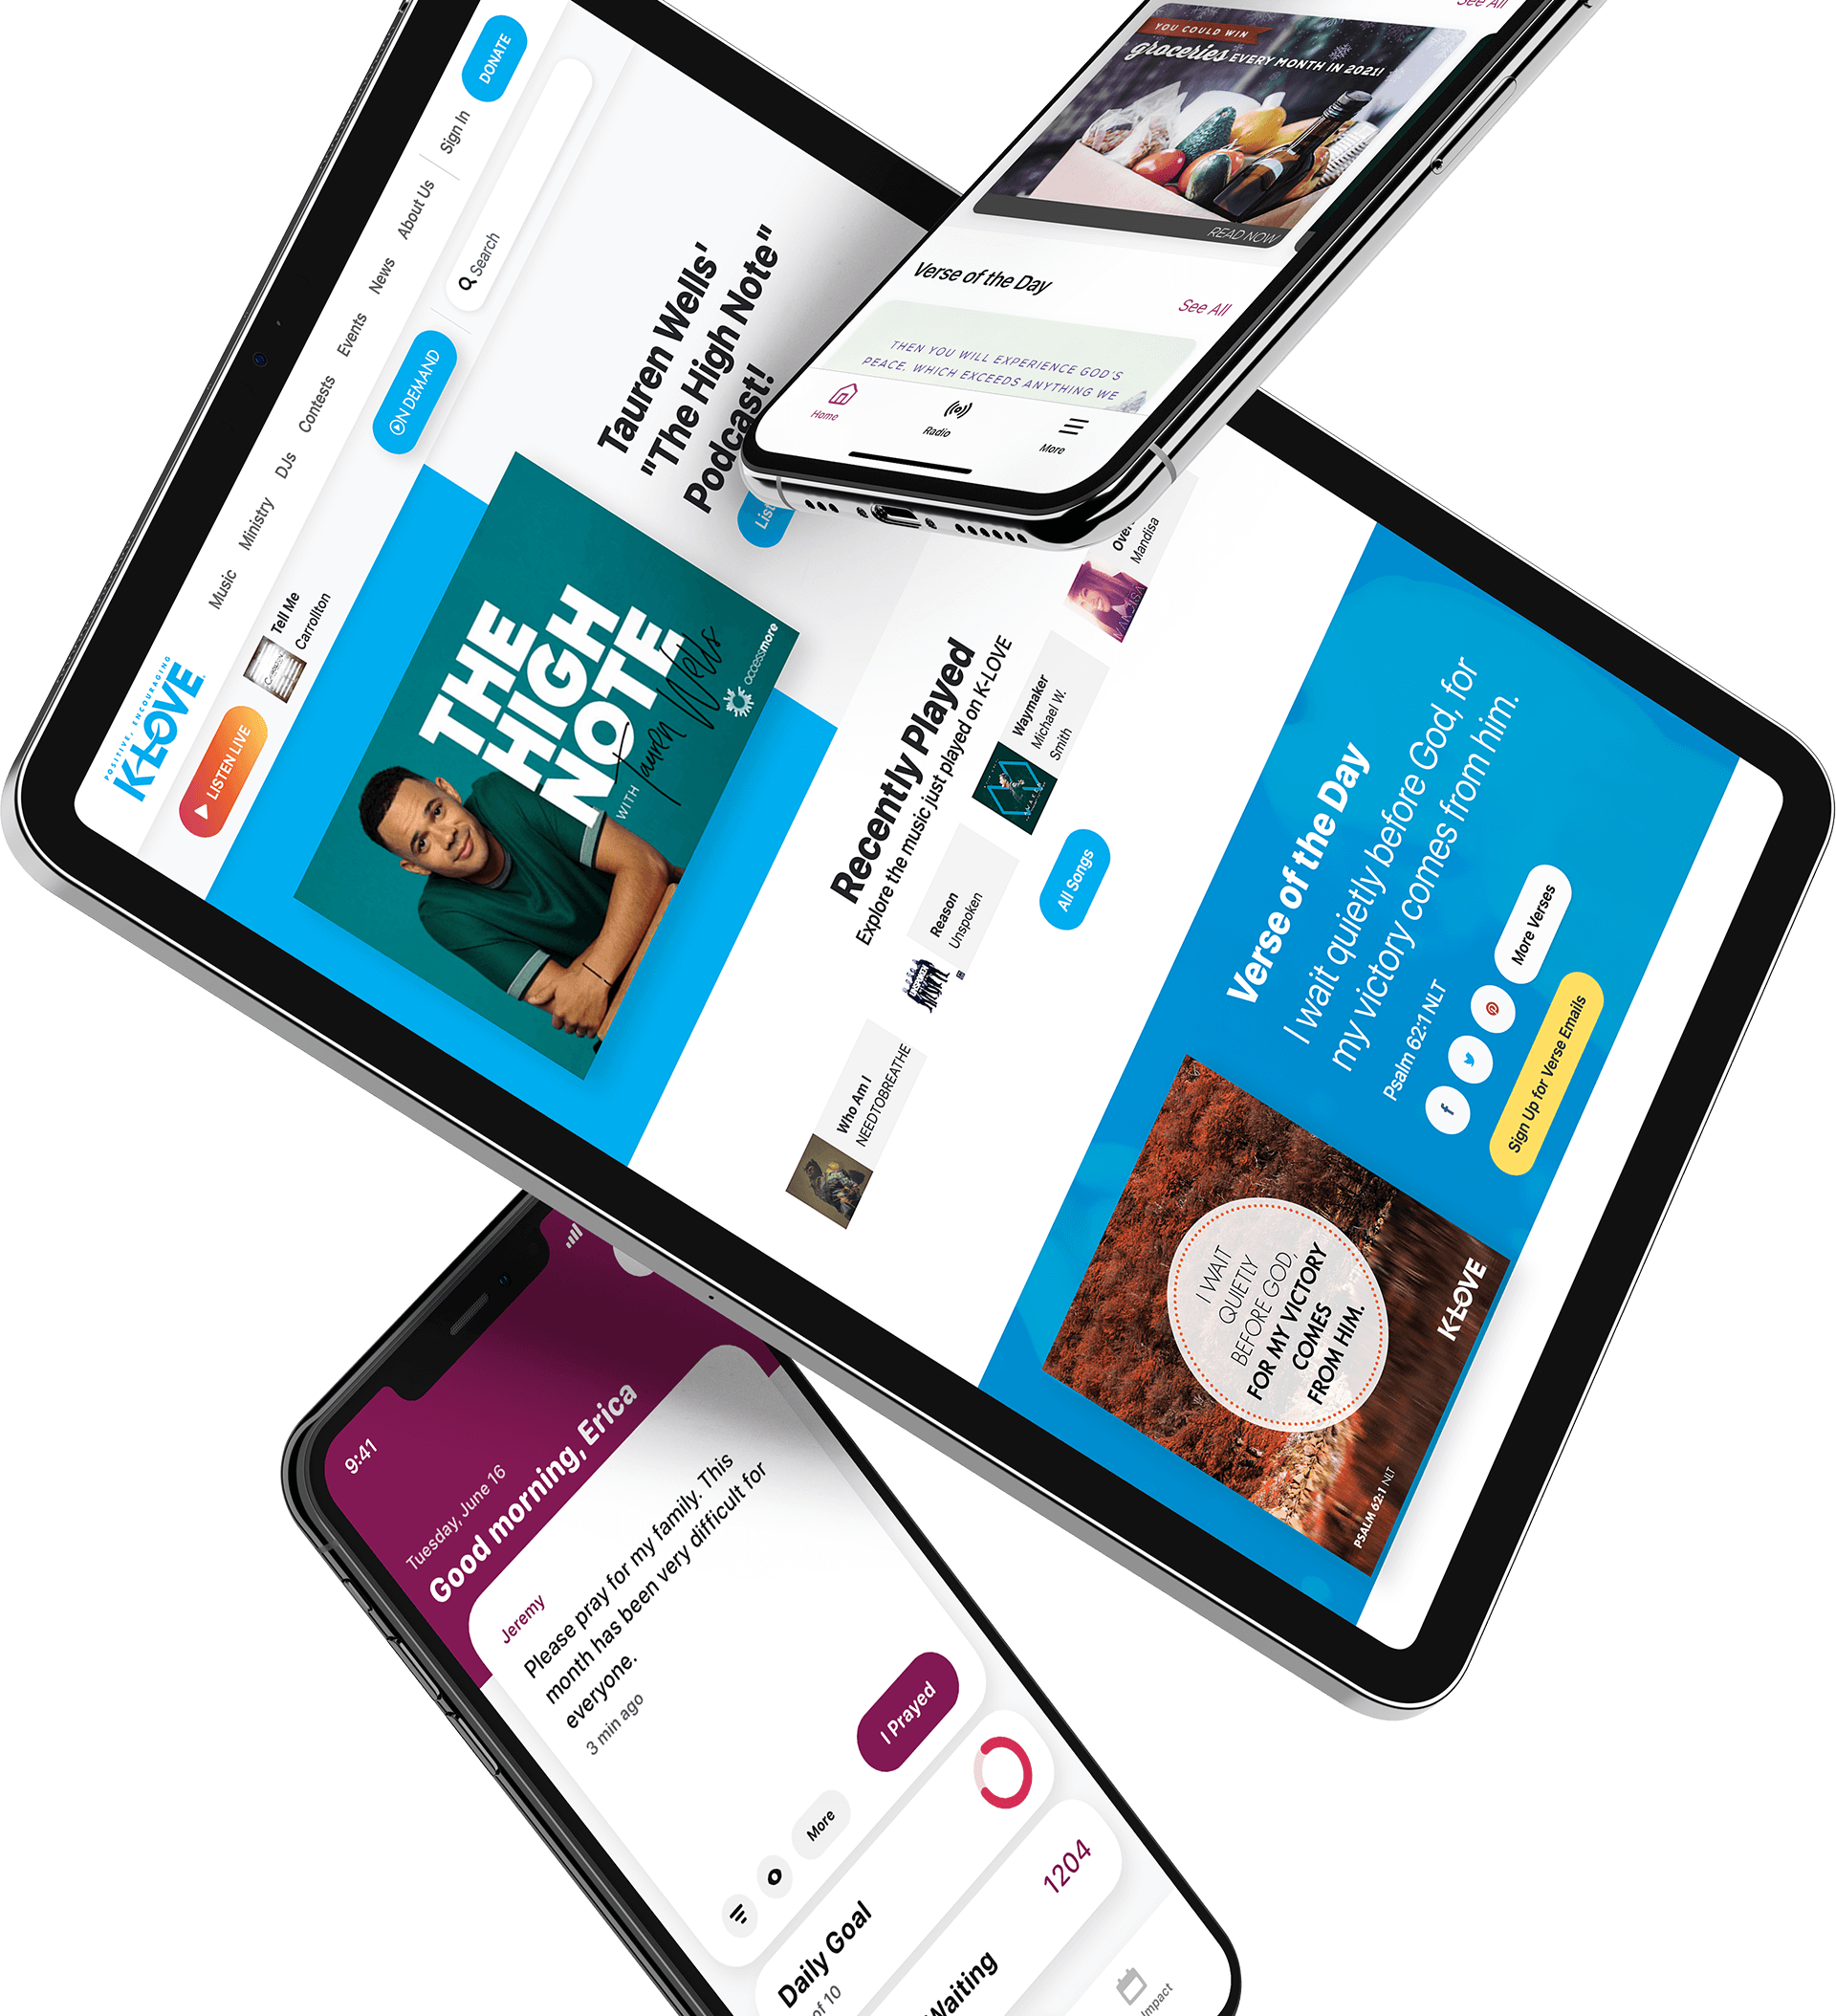 POSITIVE, ENCOURAGING
K-LOVE
Music
Ministry
DJs
Contests
Events
News
About Us
Sign In
DONATE
LISTEN LIVE
Tell Me
Carrollton
ON DEMAND
Search
THE
HIGH
NOTE
WITH Tauren Wells
accessmore
Tauren Wells'
"The High Note"
Podcast!
Recently Played
Explore the music just played on K-LOVE
Who Am I
NEEDTOBREATHE
Reason
Unspoken
Waymaker
Michael W.
Smith
Mandisa
All Songs
Verse of the Day
I wait quietly before God, for
my victory comes from him.
Psalm 62:1 NLT
More Verses
Sign Up for Verse Emails
I WAIT
QUIETLY
BEFORE GOD,
FOR MY VICTORY
COMES
FROM HIM.
PSALM 62:1 NLT
K-LOVE
See All
YOU COULD WIN
groceries EVERY MONTH IN 2021!
READ NOW
Verse of the Day
See All
THEN YOU WILL EXPERIENCE GOD'S
PEACE, WHICH EXCEEDS ANYTHING WE
Home
Radio
More
9:41
Tuesday, June 16
Good morning, Erica
Jeremy
Please pray for my family. This
month has been very difficult for
everyone.
3 min ago
More
I Prayed
Daily Goal
of 10
Waiting
1204
Impact